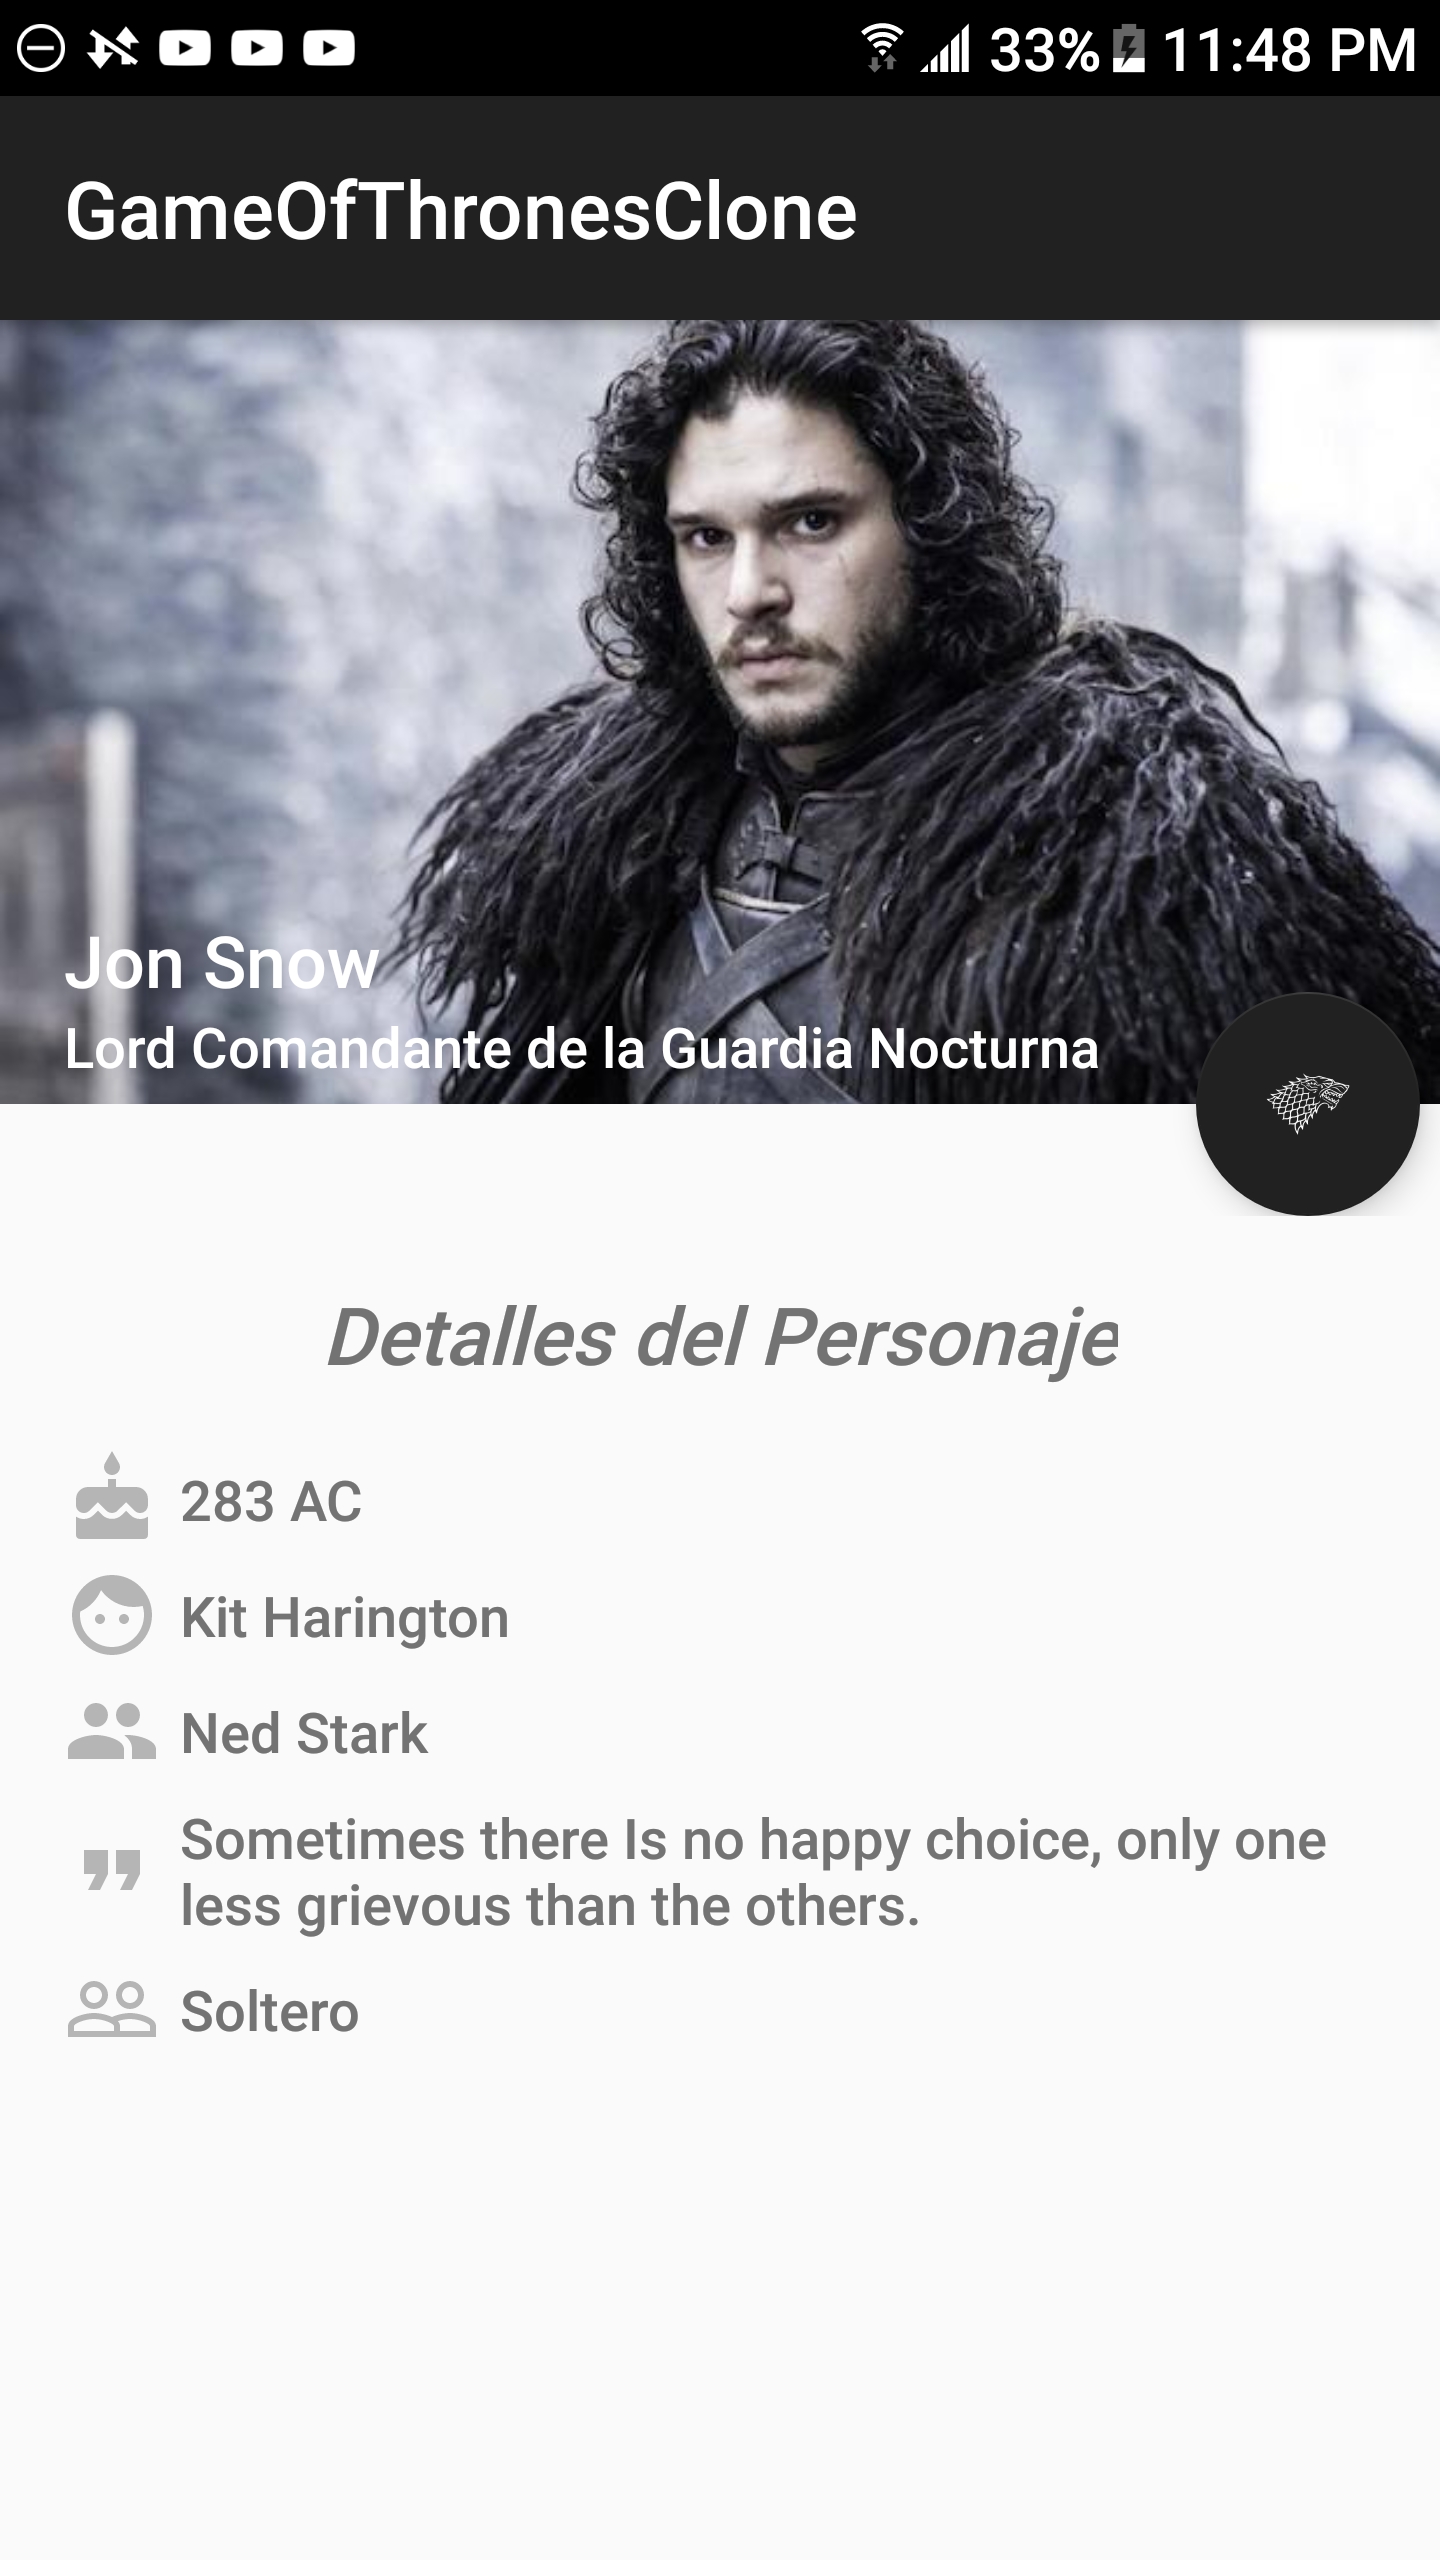 33% 11:48 PM
GameOfThronesClone
Jon Snow
Lord Comandante de la Guardia Nocturna
Detalles del Personaje
283 AC
Kit Harington
Ned Stark
Sometimes there Is no happy choice, only one
less grievous than the others.
Soltero